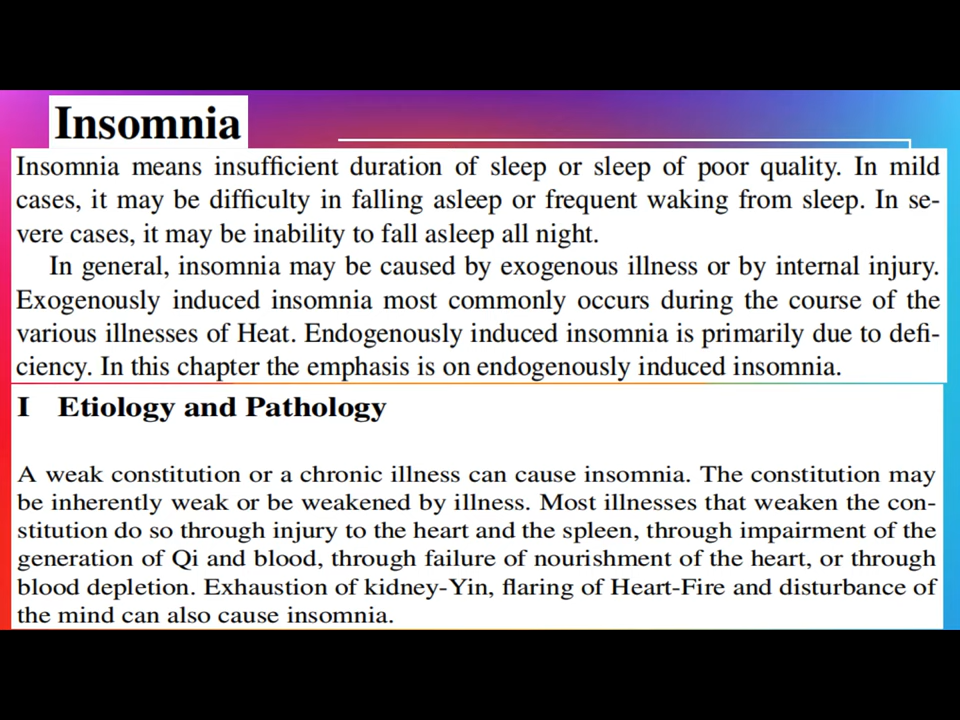 Insomnia
Insomnia means insufficient duration of sleep or sleep of poor quality. In mild
cases, it may be difficulty in falling asleep or frequent waking from sleep. In se-
vere cases, it may be inability to fall asleep all night.
In general, insomnia may be caused by exogenous illness or by internal injury.
Exogenously induced insomnia most commonly occurs during the course of the
various illnesses of Heat. Endogenously induced insomnia is primarily due to defi-
ciency. In this chapter the emphasis is on endogenously induced insomnia.
I Etiology and Pathology
A weak constitution or a chronic illness can cause insomnia. The constitution may
be inherently weak or be weakened by illness. Most illnesses that weaken the con-
stitution do so through injury to the heart and the spleen, through impairment of the
generation of Qi and blood, through failure of nourishment of the heart, or through
blood depletion. Exhaustion of kidney-Yin, flaring of Heart-Fire and disturbance of
the mind can also cause insomnia.